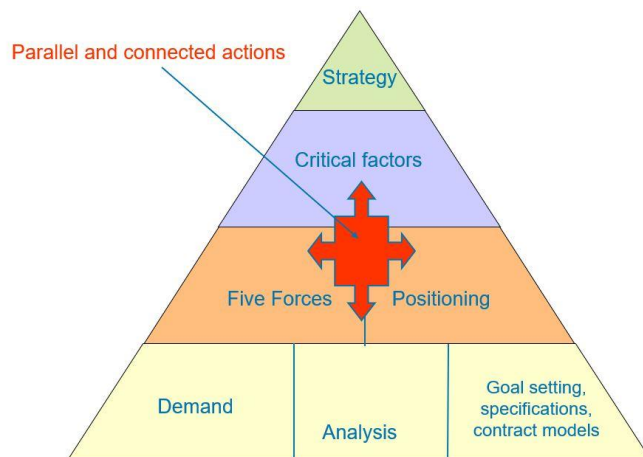 Parallel and connected actions
Strategy
Critical factors
Five Forces
Positioning
Demand
Analysis
Goal setting,
specifications,
contract models